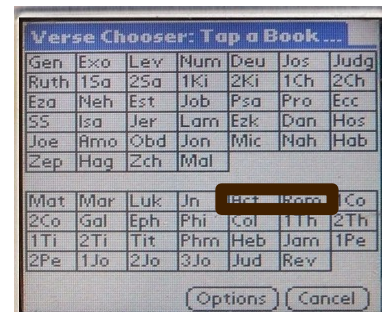 Verse Chooser: Tap a Book ...
Gen Exo Lev Num Deu Jos Judg
Ruth 1Sa 2Sa 1Ki 2Ki 1Ch 2Ch
Eza Neh Est Job Psa Pro Ecc
SS Isa Jer Lam Ezk Dan Hos
Joe Amo Obd Jon Mic Nah Hab
Zep Hag Zch Mal
Mat Mar Luk Jn Act Rom 1Co
2Co Gal Eph Phi Col 1Th 2Th
1Ti 2Ti Tit Phm Heb Jam 1Pe
2Pe 1Jo 2Jo 3Jo Jud Rev
Options Cancel